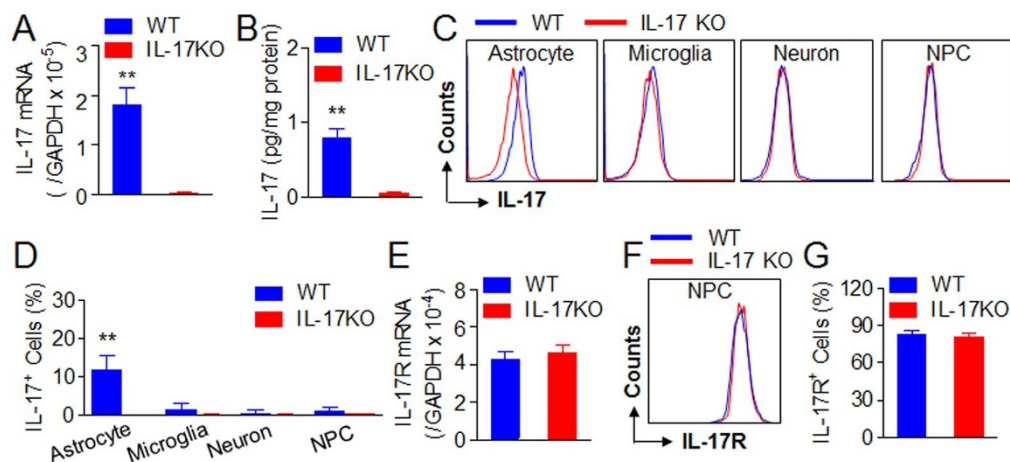 A
WT
IL-17KO
IL-17 mRNA
( /GAPDH x 10-5)
3
2
1
0
**
B
WT
IL-17KO
IL-17 (pg/mg protein)
2
1
0
**
C
WT
IL-17 KO
Astrocyte
Microglia
Neuron
NPC
Counts
IL-17
D
WT
IL-17KO
IL-17+ Cells (%)
30
20
10
0
**
Astrocyte
Microglia
Neuron
NPC
E
WT
IL-17KO
IL-17R mRNA
(/GAPDH x 10-4)
8
6
4
2
0
F
WT
IL-17 KO
NPC
Counts
IL-17R
G
WT
IL-17KO
IL-17R+ Cells (%)
120
90
60
30
0